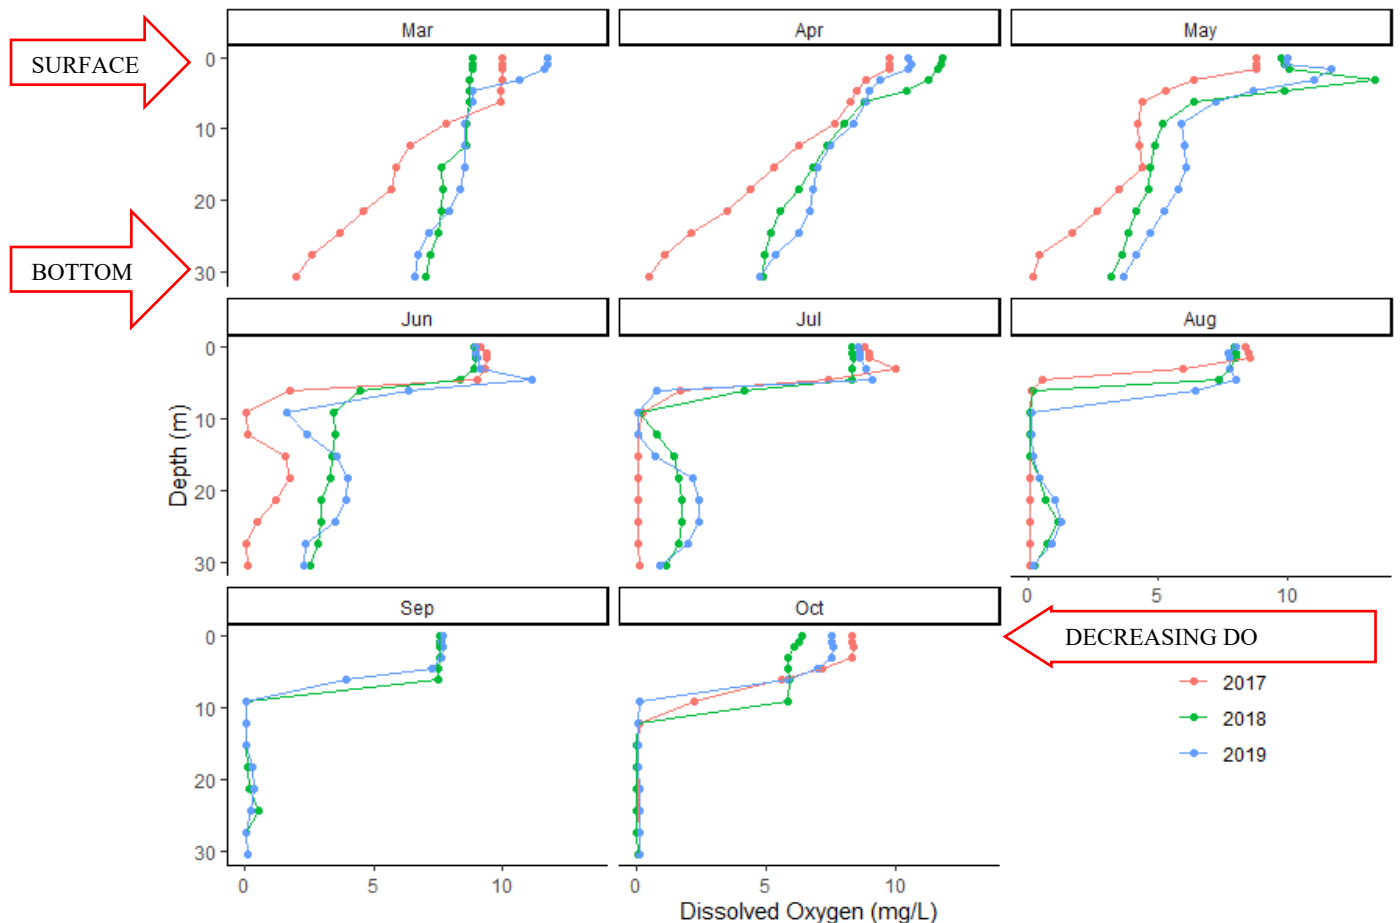 Mar
Apr
May
SURFACE
BOTTOM
0
10
20
30
Jun
Jul
Aug
0
10
20
30
0
5
10
Sep
Oct
DECREASING DO
0
10
20
30
2017
2018
2019
0
5
10
0
5
10
Depth (m)
Dissolved Oxygen (mg/L)